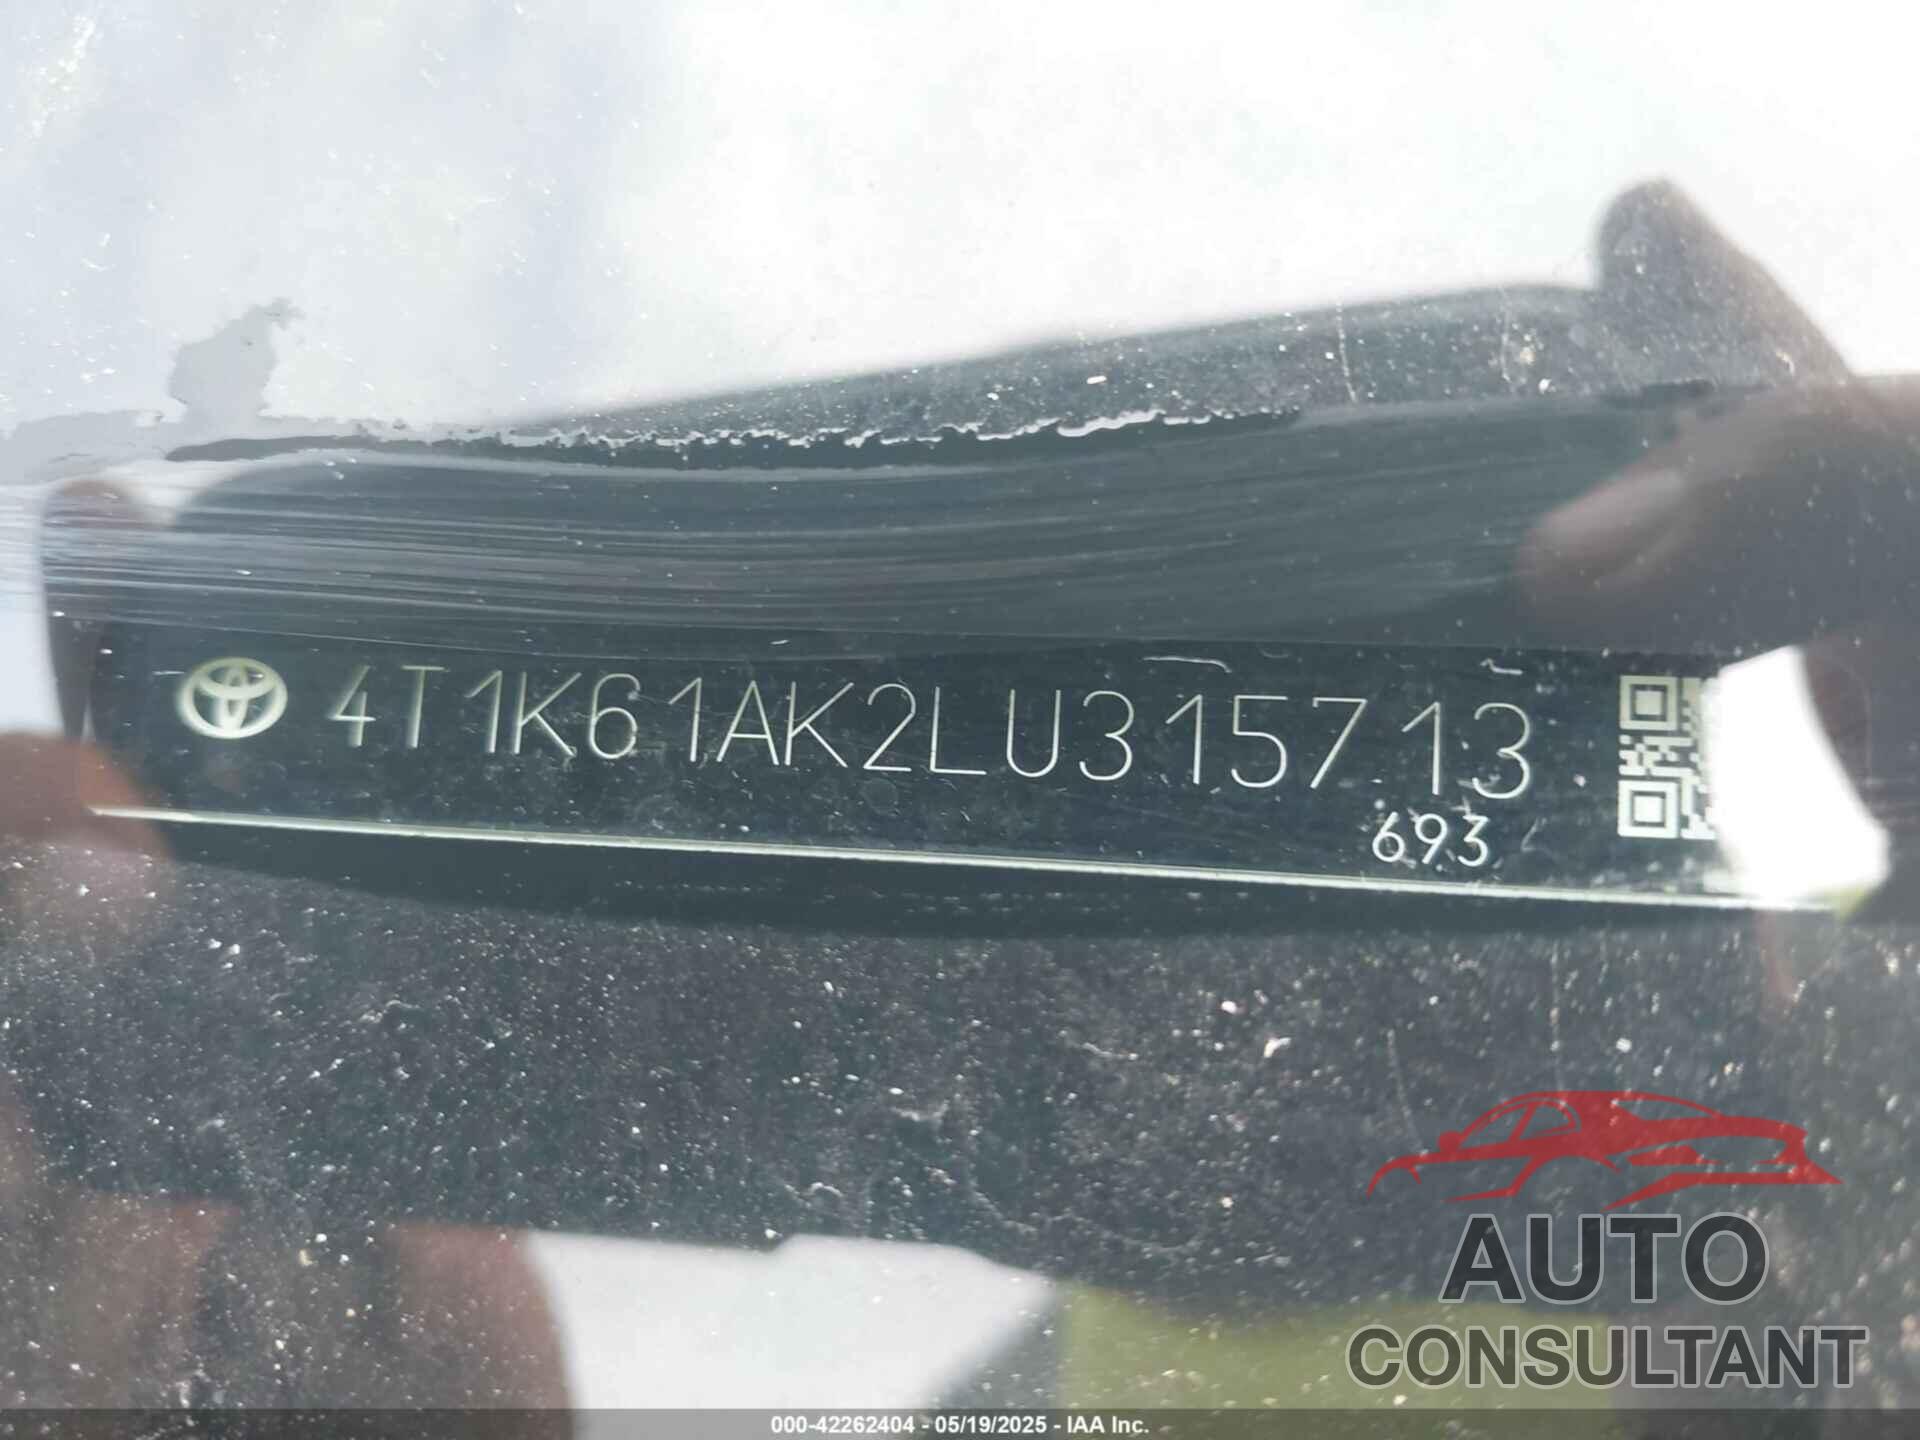 4T1K61AK2LU315713
693
AUTO
CONSULTANT
000-42262404 - 05/19/2025 - IAA Inc.